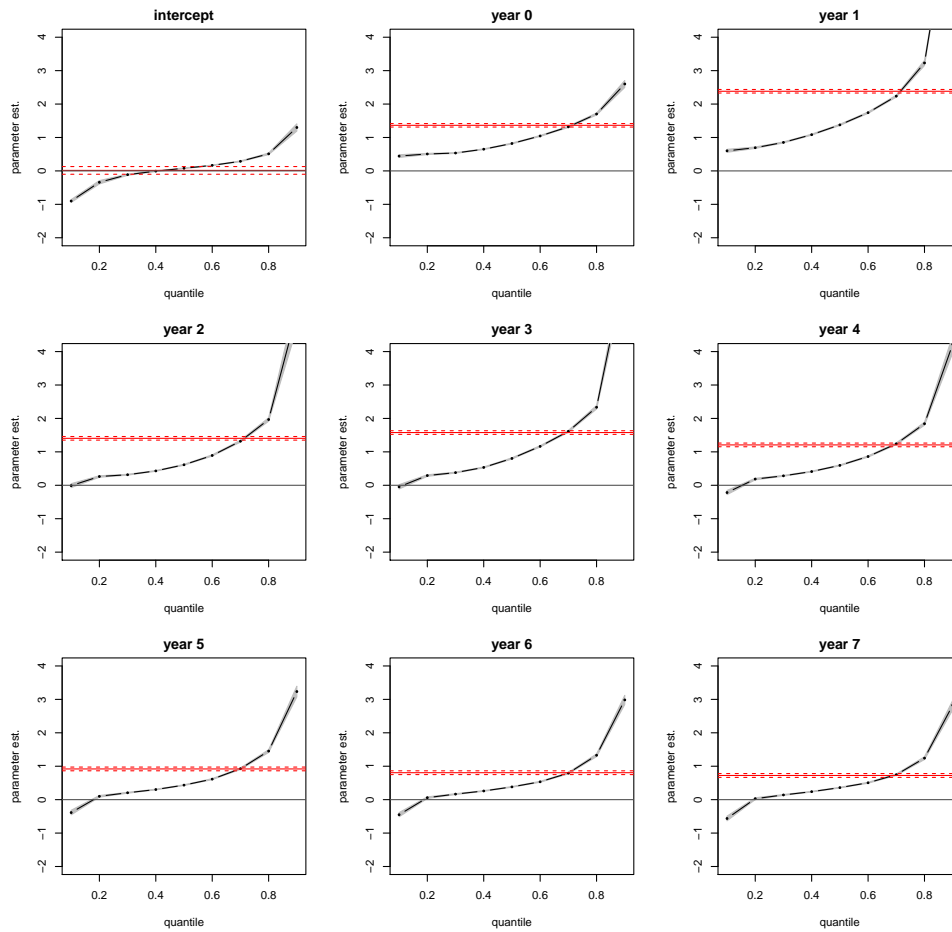 intercept
year 0
year 1
parameter est.
−2 −1 0 1 2 3 4
0.2 0.4 0.6 0.8
quantile
parameter est.
−2 −1 0 1 2 3 4
0.2 0.4 0.6 0.8
quantile
parameter est.
−2 −1 0 1 2 3 4
0.2 0.4 0.6 0.8
quantile
year 2
year 3
year 4
parameter est.
−2 −1 0 1 2 3 4
0.2 0.4 0.6 0.8
quantile
parameter est.
−2 −1 0 1 2 3 4
0.2 0.4 0.6 0.8
quantile
parameter est.
−2 −1 0 1 2 3 4
0.2 0.4 0.6 0.8
quantile
year 5
year 6
year 7
parameter est.
−2 −1 0 1 2 3 4
0.2 0.4 0.6 0.8
quantile
parameter est.
−2 −1 0 1 2 3 4
0.2 0.4 0.6 0.8
quantile
parameter est.
−2 −1 0 1 2 3 4
0.2 0.4 0.6 0.8
quantile